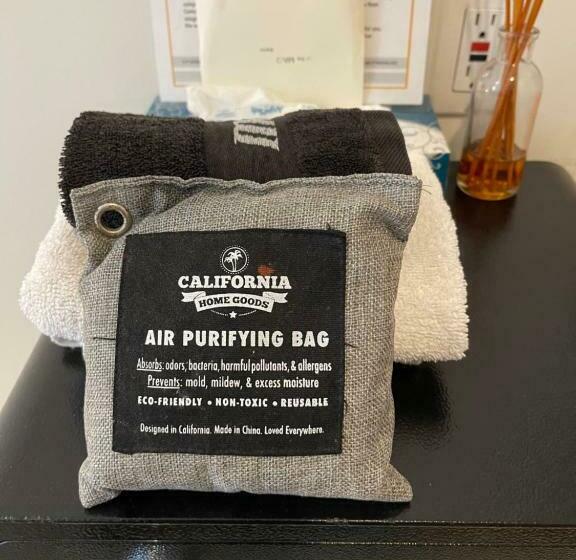 CALIFORNIA
HOME GOODS
AIR PURIFYING BAG
Absorbs: odors, bacteria, harmful pollutants, & allergens
Prevents: mold, mildew, & excess moisture
ECO-FRIENDLY • NON-TOXIC • REUSABLE
Designed in California. Made in China. Loved Everywhere.